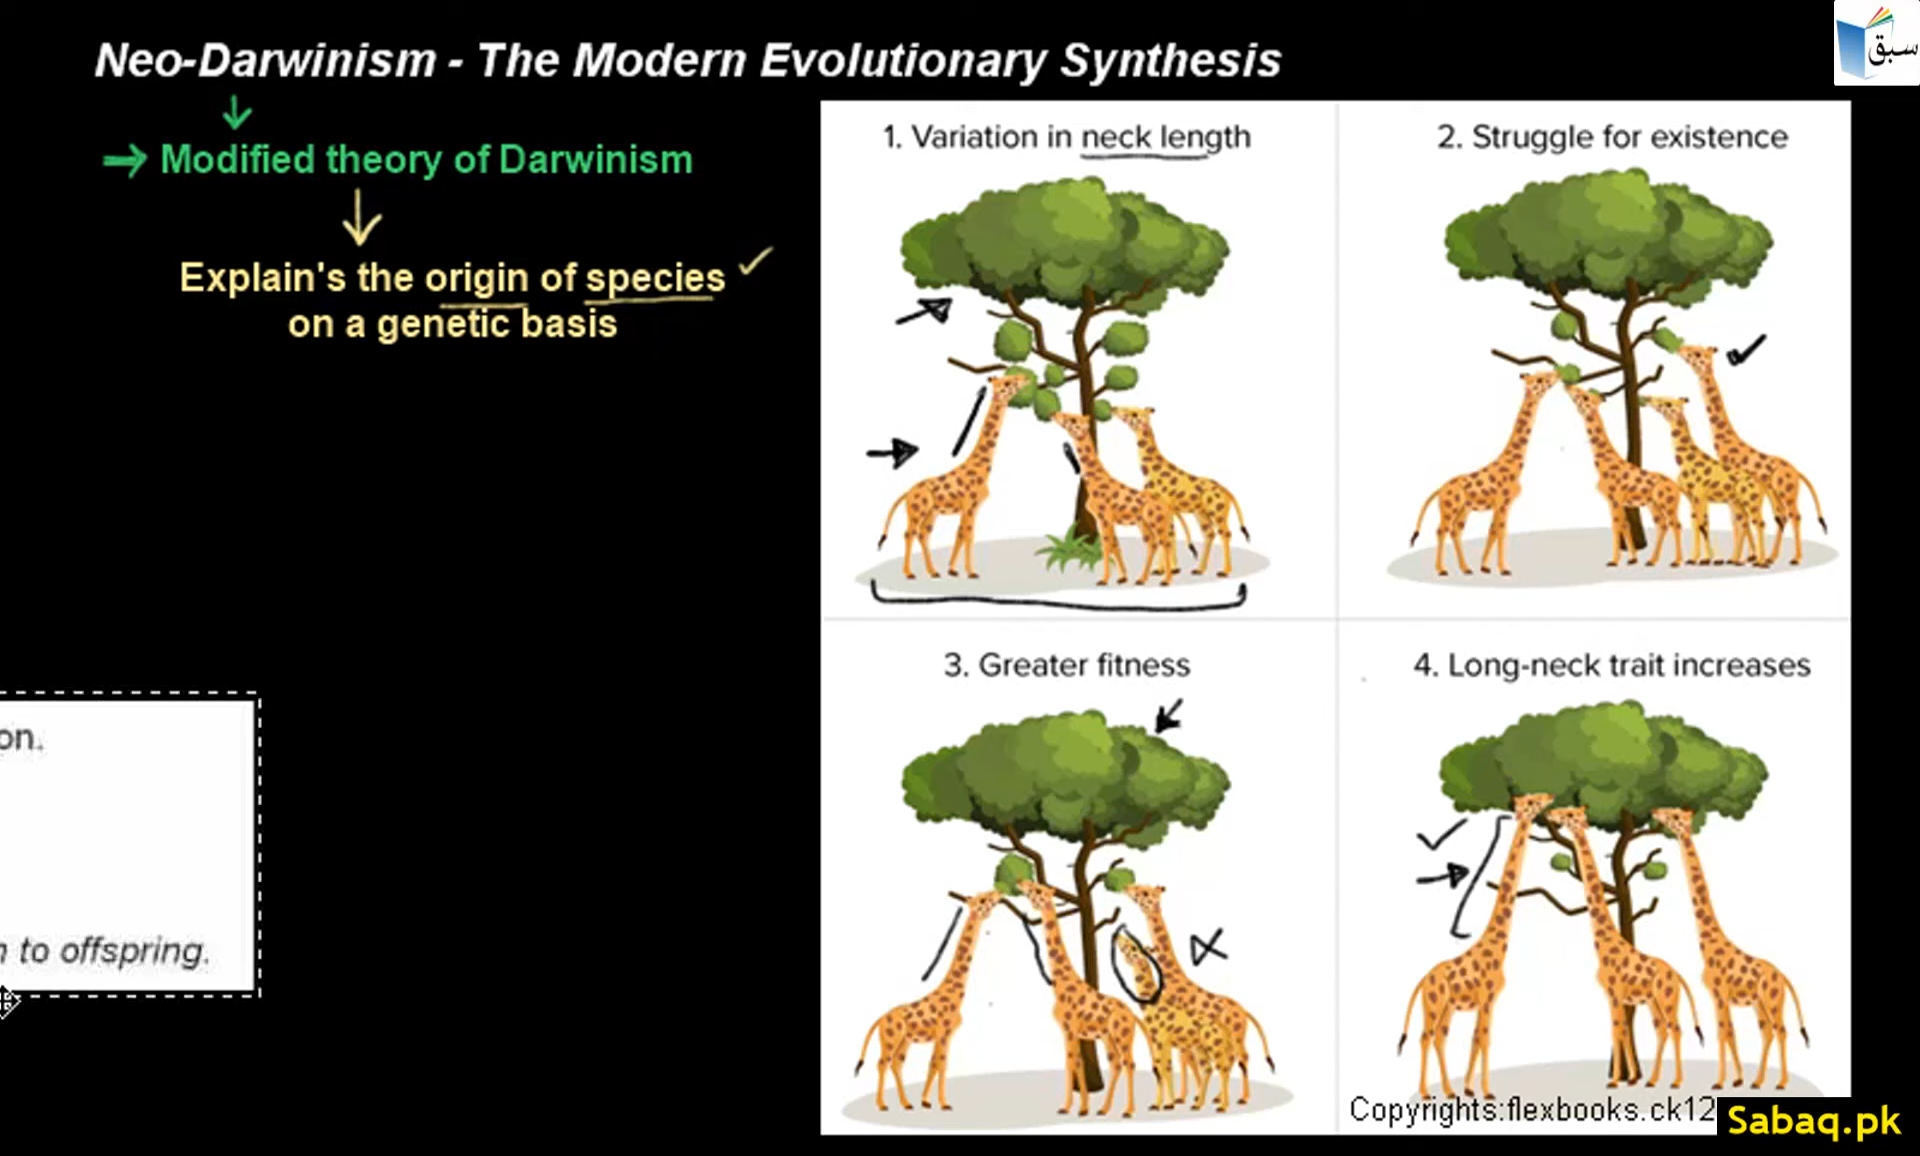 Neo-Darwinism - The Modern Evolutionary Synthesis
سبق
Modified theory of Darwinism
Explain's the origin of species
on a genetic basis
1. Variation in neck length
2. Struggle for existence
3. Greater fitness
4. Long-neck trait increases
on.
to offspring.
Copyrights:flexbooks.ck12
Sabaq.pk